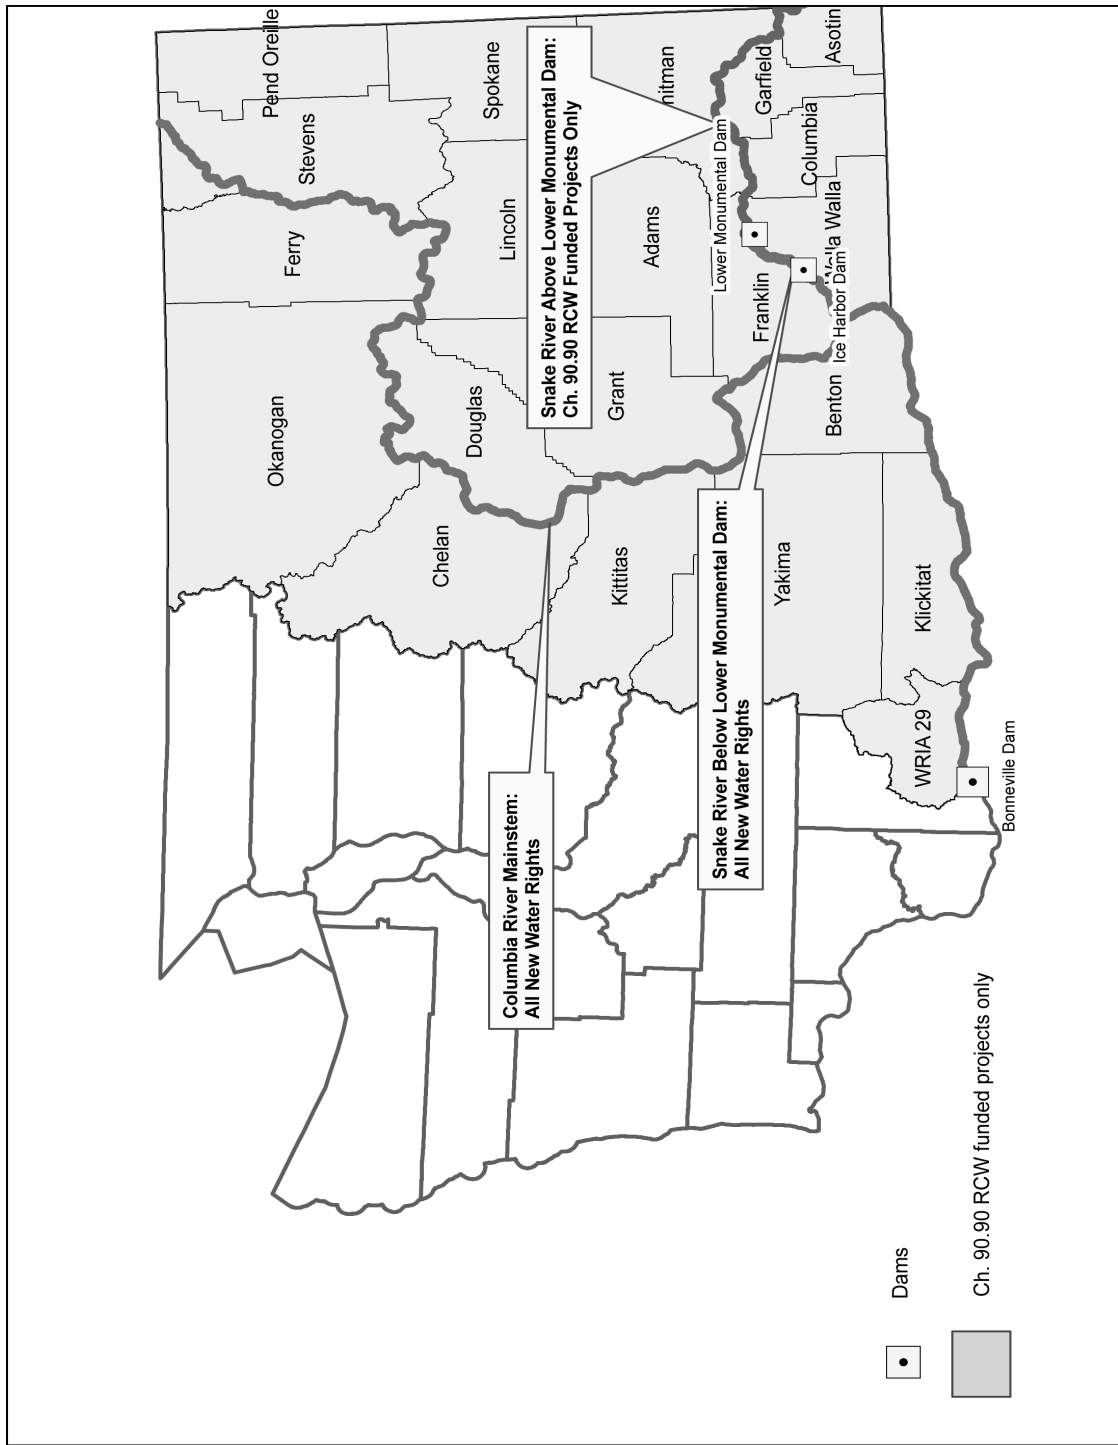 Pend Oreille
Stevens
Ferry
Okanogan
Spokane
Lincoln
Douglas
Chelan
Snake River Above Lower Monumental Dam:
Ch. 90.90 RCW Funded Projects Only
Columbia River Mainstem:
All New Water Rights
nitman
Adams
Grant
Kittitas
Lower Monumental Dam
Snake River Below Lower Monumental Dam:
All New Water Rights
Garfield
Franklin
Yakima
Asotin
Columbia
Walla Walla
Ice Harbor Dam
Benton
Klickitat
WRIA 29
Bonneville Dam
Dams
Ch. 90.90 RCW funded projects only